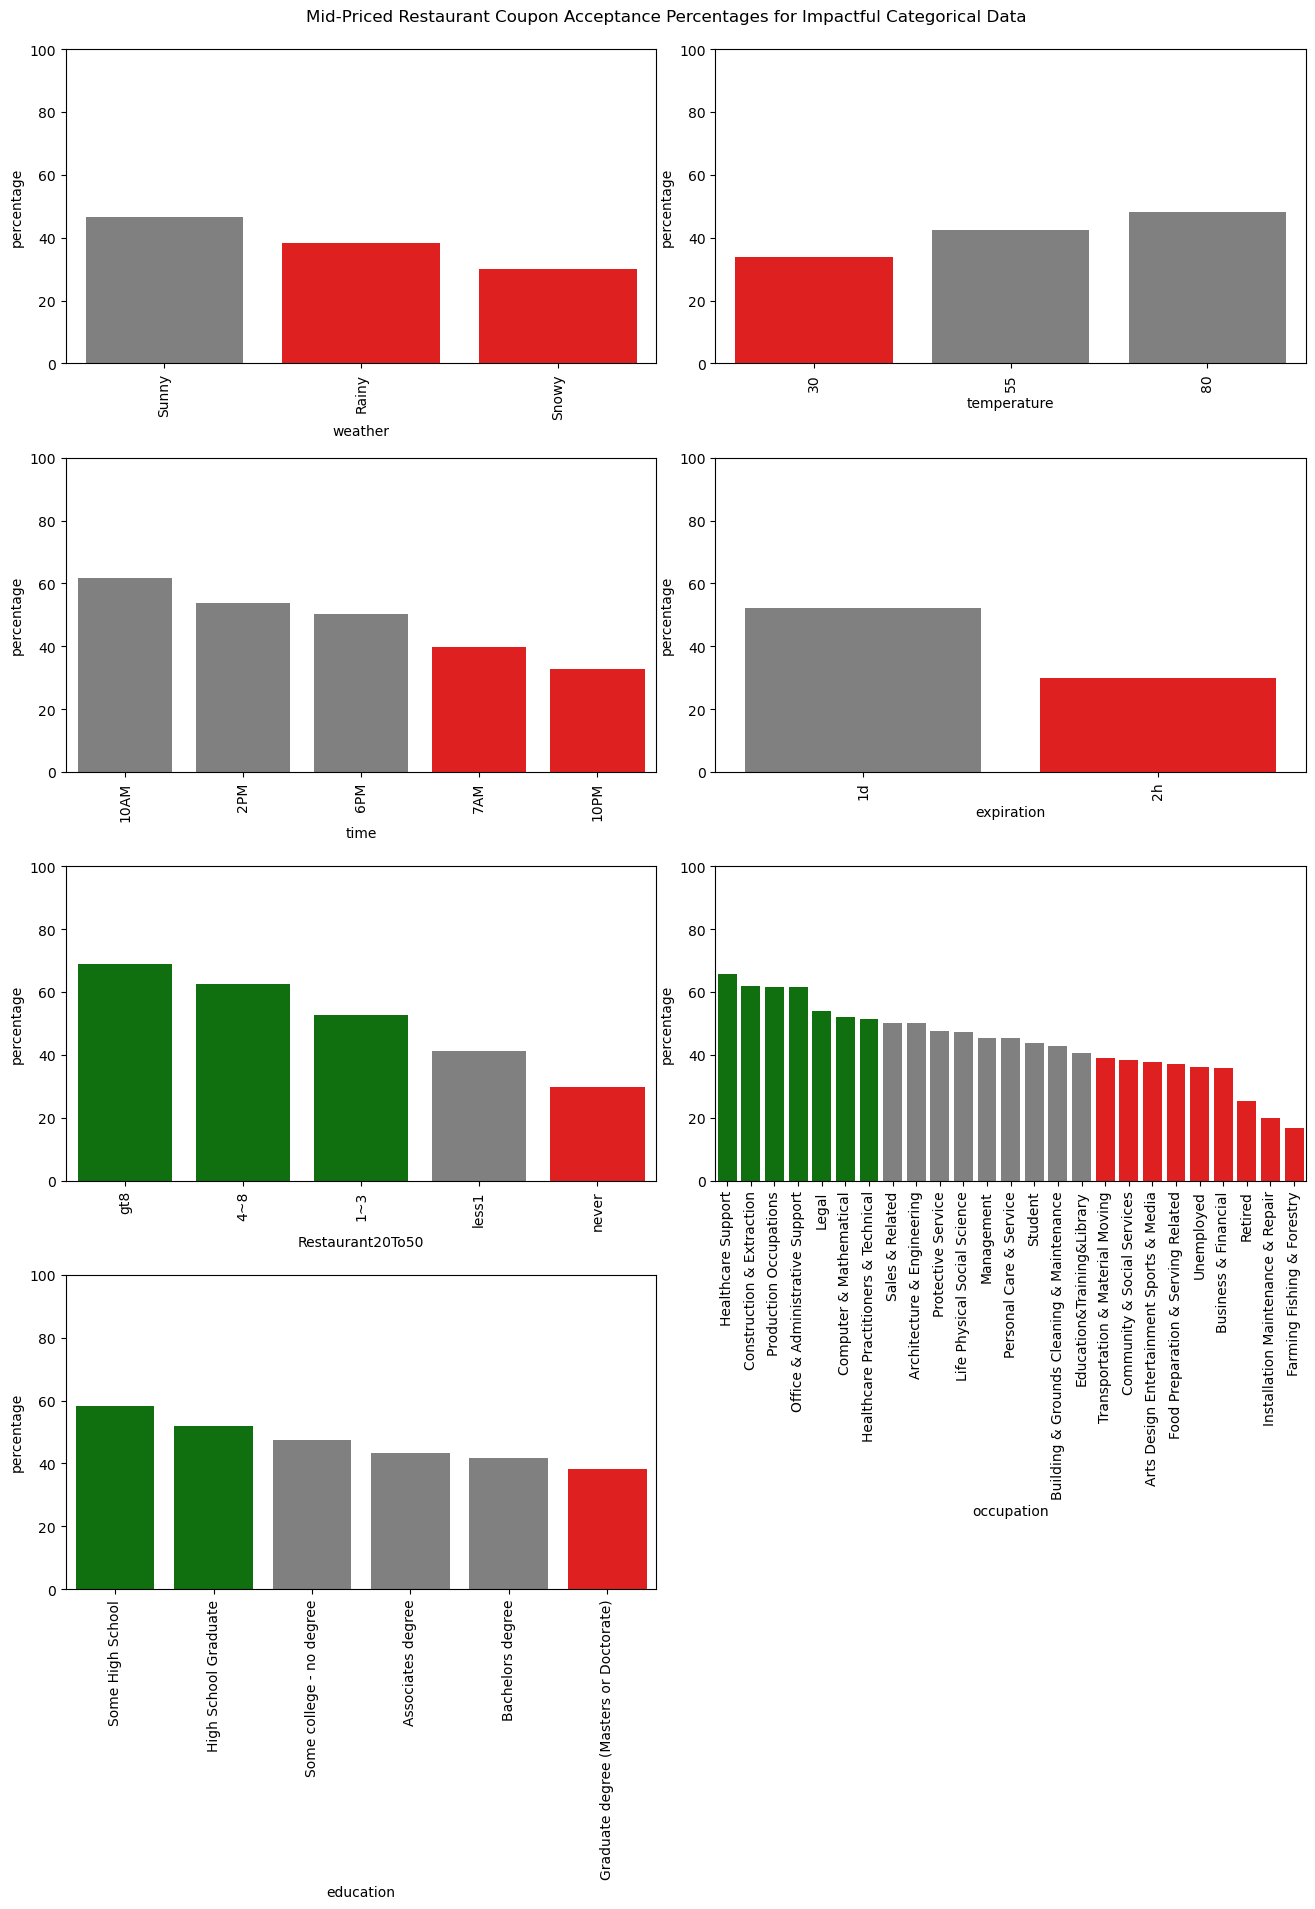 Mid-Priced Restaurant Coupon Acceptance Percentages for Impactful Categorical Data
100
80
60
40
20
0
percentage
Sunny
Rainy
Snowy
weather
100
80
60
40
20
0
percentage
30
55
80
temperature
100
80
60
40
20
0
percentage
10AM
2PM
6PM
7AM
10PM
time
100
80
60
40
20
0
percentage
1d
2h
expiration
100
80
60
40
20
0
percentage
gt8
4~8
1~3
less1
never
Restaurant20To50
100
80
60
40
20
0
percentage
Healthcare Support
Construction & Extraction
Production Occupations
Office & Administrative Support
Legal
Computer & Mathematical
Healthcare Practitioners & Technical
Sales & Related
Architecture & Engineering
Protective Service
Life Physical Social Science
Management
Personal Care & Service
Student
Building & Grounds Cleaning & Maintenance
Education&Training&Library
Transportation & Material Moving
Community & Social Services
Arts Design Entertainment Sports & Media
Food Preparation & Serving Related
Unemployed
Business & Financial
Retired
Installation Maintenance & Repair
Farming Fishing & Forestry
occupation
100
80
60
40
20
0
percentage
Some High School
High School Graduate
Some college - no degree
Associates degree
Bachelors degree
Graduate degree (Masters or Doctorate)
education